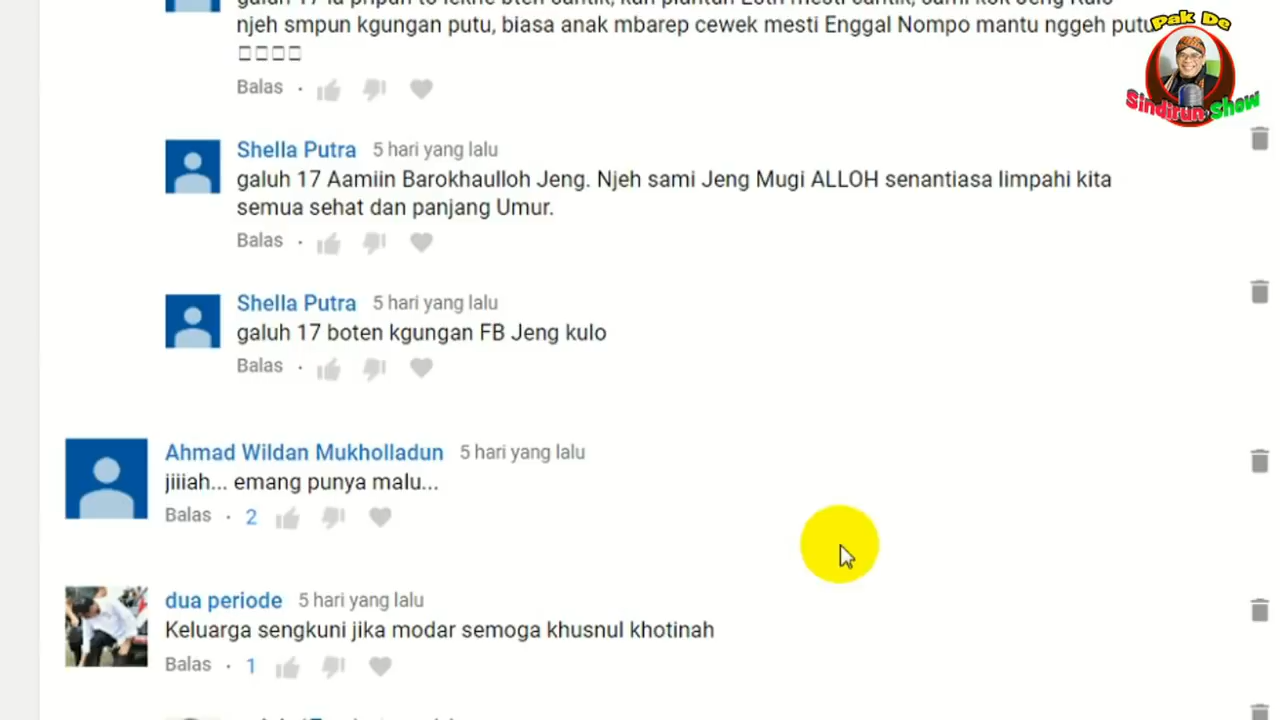 njeh smpun kgungan putu, biasa anak mbarep cewek mesti Enggal Nompo mantu nggeh putu
Balas
Pak De
Sindirun Show
Shella Putra 5 hari yang lalu
galuh 17 Aamiin Barokhaulloh Jeng. Njeh sami Jeng Mugi ALLOH senantiasa limpahi kita
semua sehat dan panjang Umur.
Balas
Shella Putra 5 hari yang lalu
galuh 17 boten kgungan FB Jeng kulo
Balas
Ahmad Wildan Mukholladun 5 hari yang lalu
jiiiah... emang punya malu...
Balas · 2
dua periode 5 hari yang lalu
Keluarga sengkuni jika modar semoga khusnul khotinah
Balas · 1